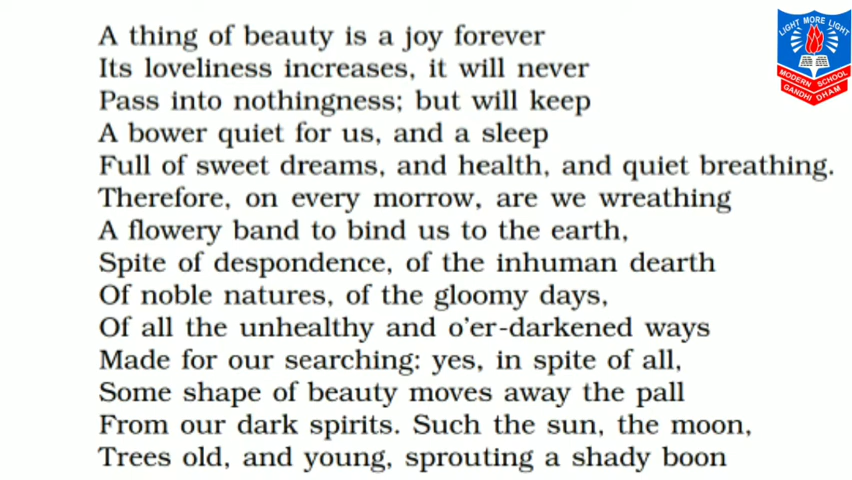 A thing of beauty is a joy forever
Its loveliness increases, it will never
Pass into nothingness; but will keep
A bower quiet for us, and a sleep
Full of sweet dreams, and health, and quiet breathing.
Therefore, on every morrow, are we wreathing
A flowery band to bind us to the earth,
Spite of despondence, of the inhuman dearth
Of noble natures, of the gloomy days,
Of all the unhealthy and o’er-darkened ways
Made for our searching: yes, in spite of all,
Some shape of beauty moves away the pall
From our dark spirits. Such the sun, the moon,
Trees old, and young, sprouting a shady boon
LIGHT MORE LIGHT
MODERN SCHOOL
GANDHI DHAM